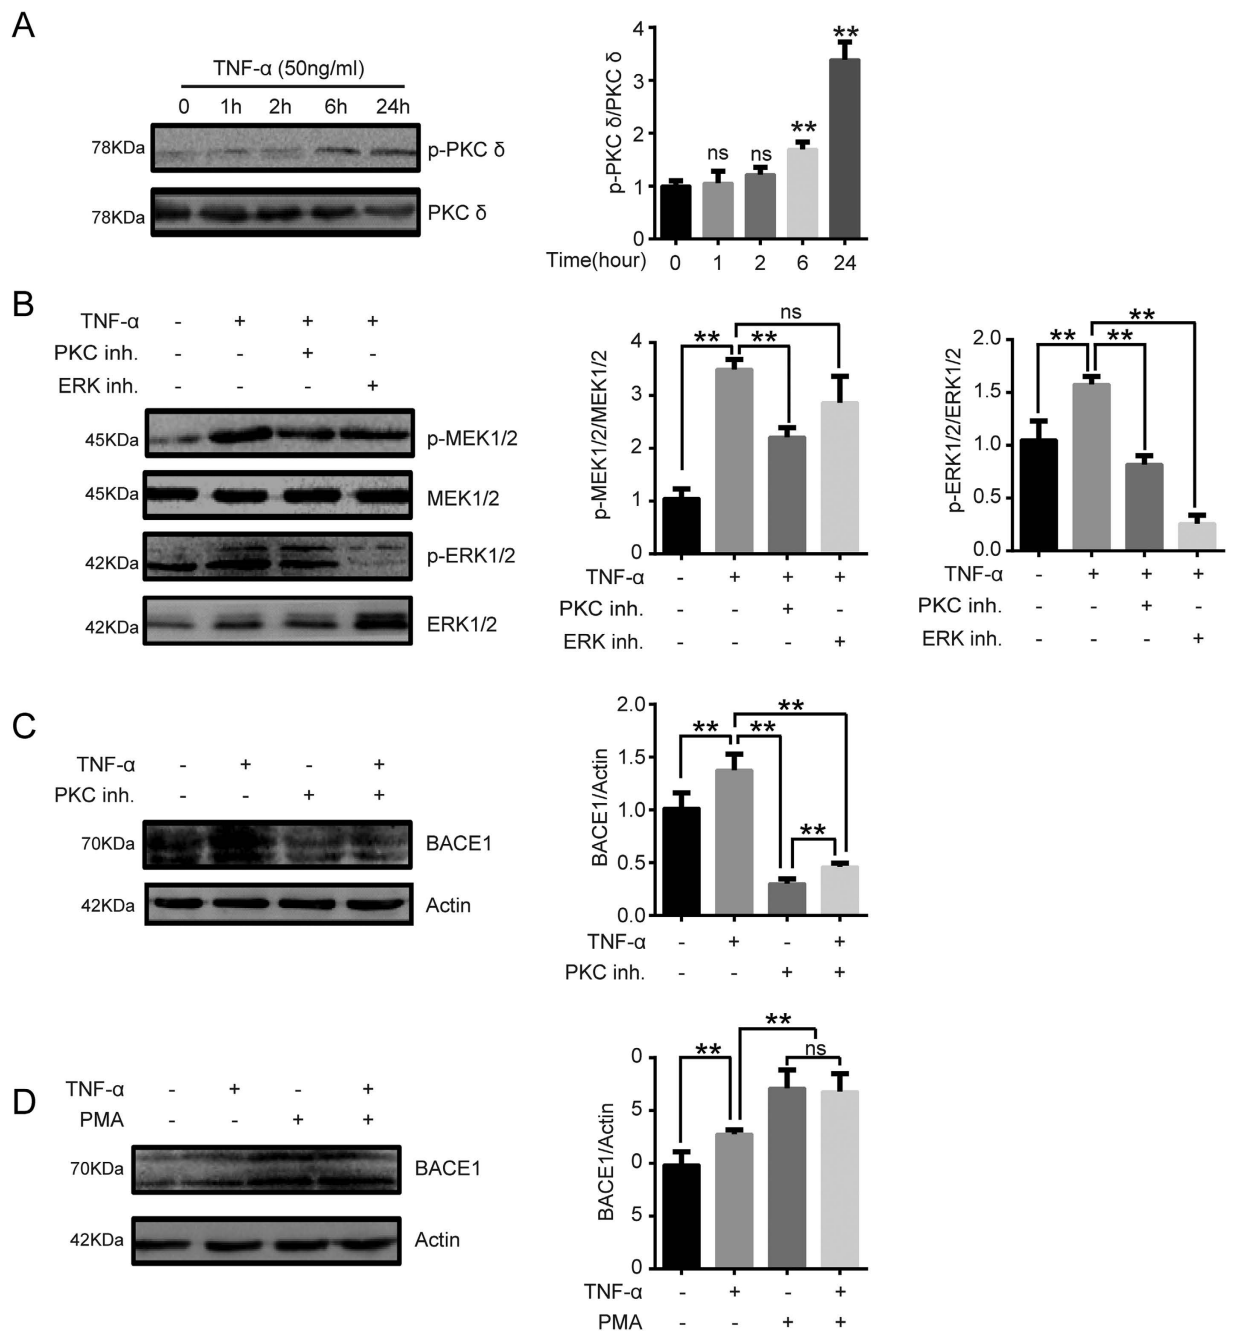 A
TNF-α (50ng/ml)
0 1h 2h 6h 24h
78KDa p-PKC δ
78KDa PKC δ
p-PKC δ/PKC δ
4
3
2
1
0
ns ns ** **
Time(hour) 0 1 2 6 24
B
TNF-α - + + +
PKC inh. - - + -
ERK inh. - - - +
45KDa p-MEK1/2
45KDa MEK1/2
42KDa p-ERK1/2
42KDa ERK1/2
p-MEK1/2/MEK1/2
4
3
2
1
0
** ** ns
TNF-α - + + +
PKC inh. - - + -
ERK inh. - - - +
p-ERK1/2/ERK1/2
2.0
1.5
1.0
0.5
0.0
** ** **
TNF-α - + + +
PKC inh. - - + -
ERK inh. - - - +
C
TNF-α - + - +
PKC inh. - - + +
70KDa BACE1
42KDa Actin
BACE1/Actin
2.0
1.5
1.0
0.5
0.0
** ** ** **
TNF-α - + - +
PKC inh. - - + +
D
TNF-α - + - +
PMA - - + +
70KDa BACE1
42KDa Actin
BACE1/Actin
0
5
0
5
0
** ** ns
TNF-α - + - +
PMA - - + +